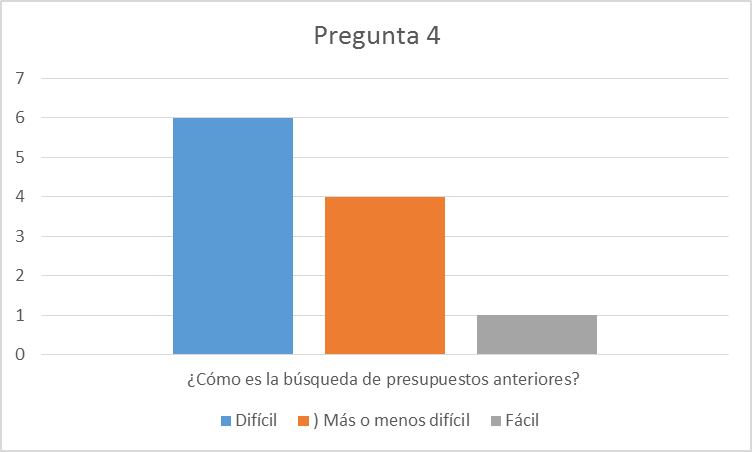 Pregunta 4
7
6
5
4
3
2
1
0
¿Cómo es la búsqueda de presupuestos anteriores?
Difícil ) Más o menos difícil Fácil